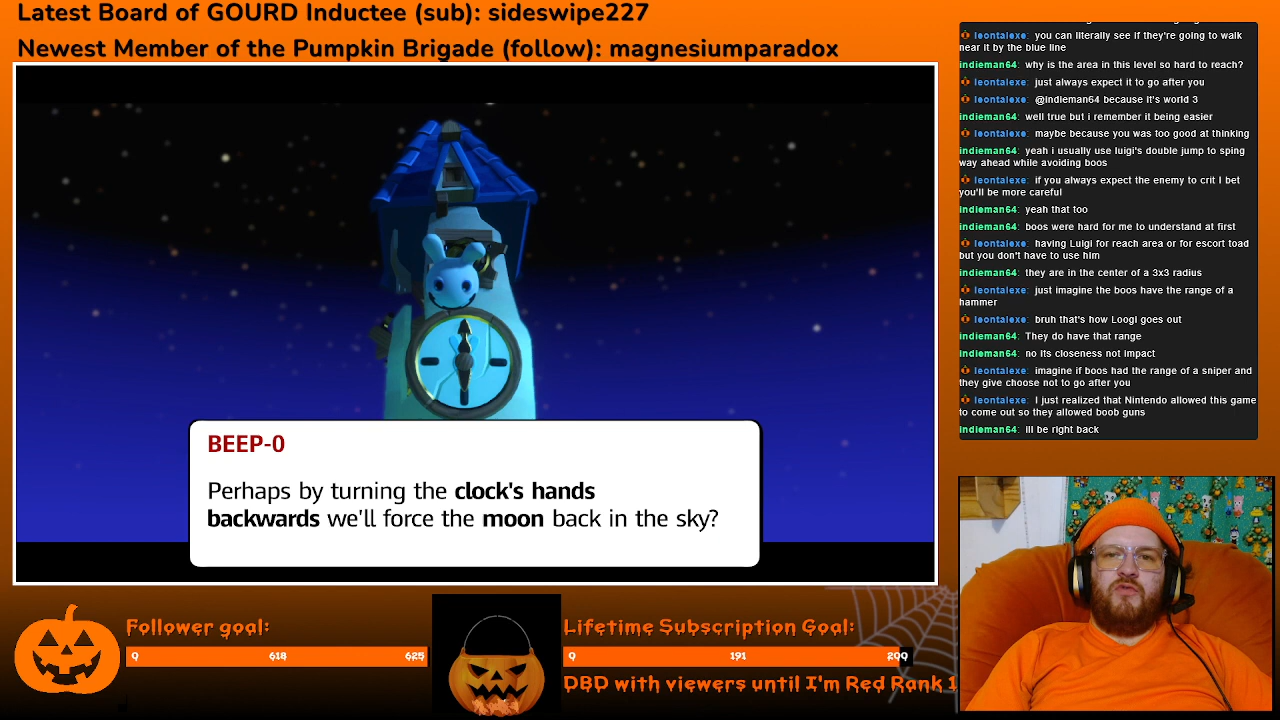 Latest Board of GOURD Inductee (sub): sideswipe227
Newest Member of the Pumpkin Brigade (follow): magnesiumparadox
BEEP-0
Perhaps by turning the clock's hands
backwards we'll force the moon back in the sky?
leontalexe: you can literally see if they're going to walk
near it by the blue line
indieman64: why is the area in this level so hard to reach?
leontalexe: just always expect it to go after you
leontalexe: @indieman64 because it's world 3
indieman64: well true but i remember it being easier
leontalexe: maybe because you was too good at thinking
indieman64: yeah i usually use luigi's double jump to sping
way ahead while avoiding boos
leontalexe: if you always expect the enemy to crit I bet
you'll be more careful
indieman64: yeah that too
indieman64: boos were hard for me to understand at first
leontalexe: having Luigi for reach area or for escort toad
but you don't have to use him
indieman64: they are in the center of a 3x3 radius
leontalexe: just imagine the boos have the range of a
hammer
leontalexe: bruh that's how Loogi goes out
indieman64: They do have that range
indieman64: no its closeness not impact
leontalexe: imagine if boos had the range of a sniper and
they give choose not to go after you
leontalexe: I just realized that Nintendo allowed this game
to come out so they allowed boob guns
indieman64: ill be right back
Follower goal:
0 618 625
Lifetime Subscription Goal:
0 191 200
DBD with viewers until I'm Red Rank 1